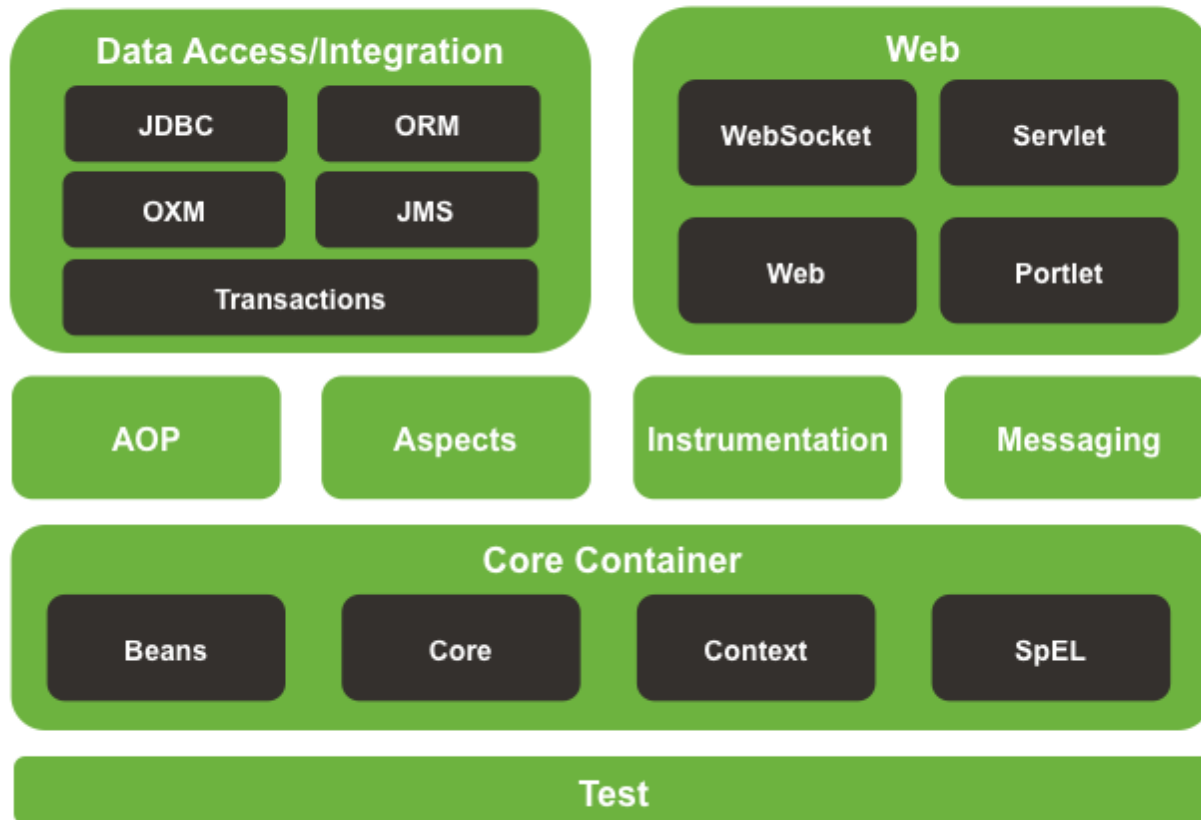 Data Access/Integration
JDBC
ORM
OXM
JMS
Transactions
Web
WebSocket
Servlet
Web
Portlet
AOP
Aspects
Instrumentation
Messaging
Core Container
Beans
Core
Context
SpEL
Test